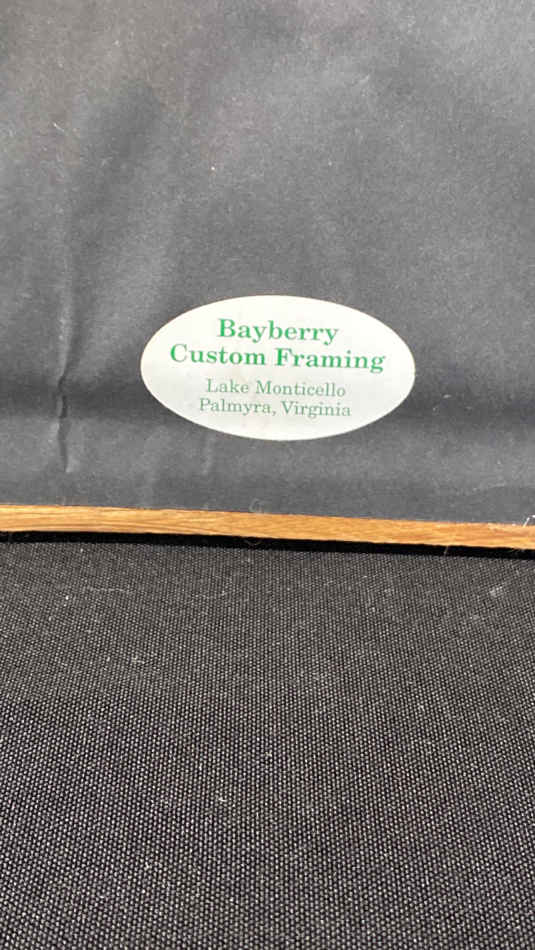 Bayberry
Custom Framing
Lake Monticello
Palmyra, Virginia